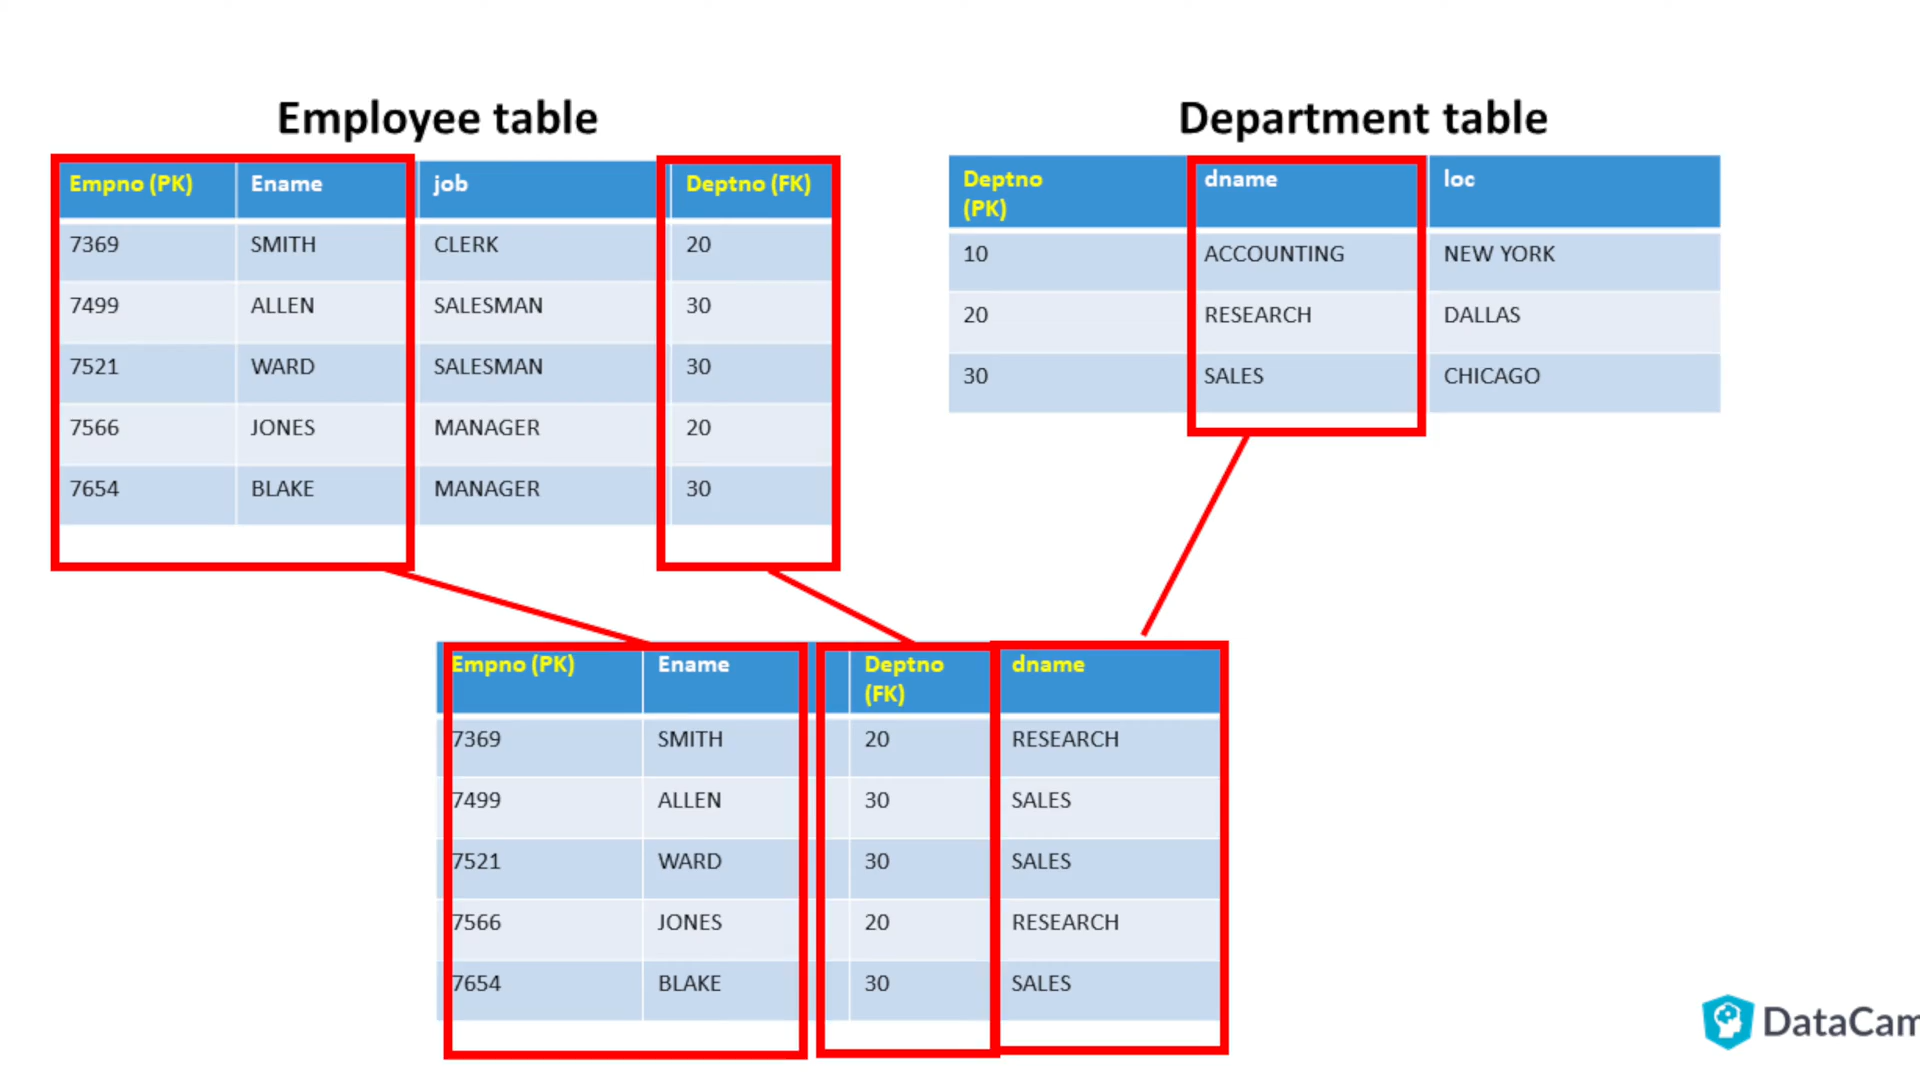 Employee table
Empno (PK) Ename job Deptno (FK)
7369 SMITH CLERK 20
7499 ALLEN SALESMAN 30
7521 WARD SALESMAN 30
7566 JONES MANAGER 20
7654 BLAKE MANAGER 30
Department table
Deptno
(PK) dname loc
10 ACCOUNTING NEW YORK
20 RESEARCH DALLAS
30 SALES CHICAGO
Empno (PK) Ename Deptno
(FK) dname
7369 SMITH 20 RESEARCH
7499 ALLEN 30 SALES
7521 WARD 30 SALES
7566 JONES 20 RESEARCH
7654 BLAKE 30 SALES
DataCam